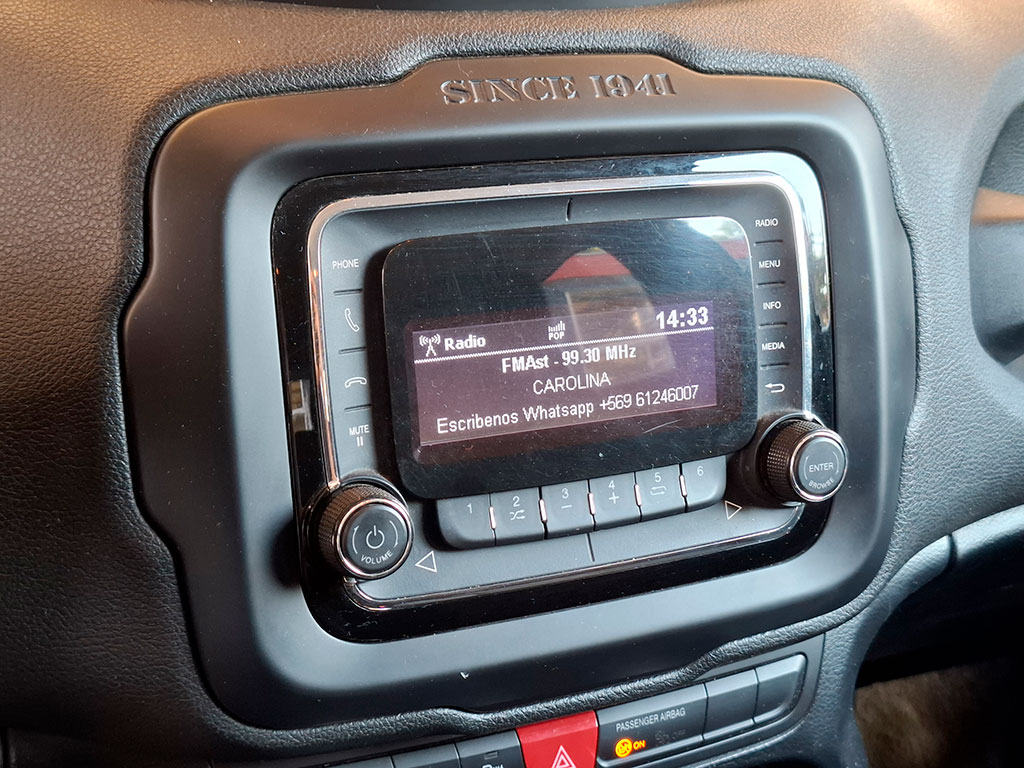 SINCE 1941
RADIO
PHONE
MENU
INFO
MEDIA
MUTE
Radio
POP
14:33
FMAst - 99.30 MHz
CAROLINA
Escribenos Whatsapp +569 61246007
1
2
3
4
5
6
ENTER
BROWSE
VOLUME
PASSENGER AIRBAG
ON